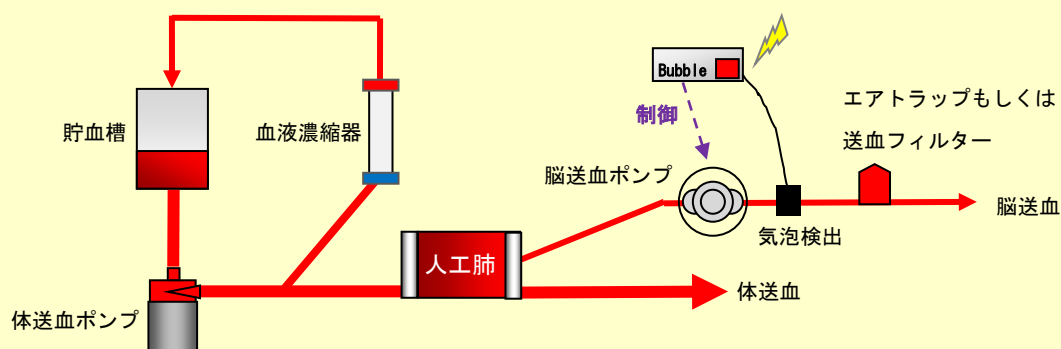 Bubble
制御
エアトラップもしくは
送血フィルター
貯血槽
血液濃縮器
脳送血ポンプ
脳送血
気泡検出
人工肺
体送血
体送血ポンプ